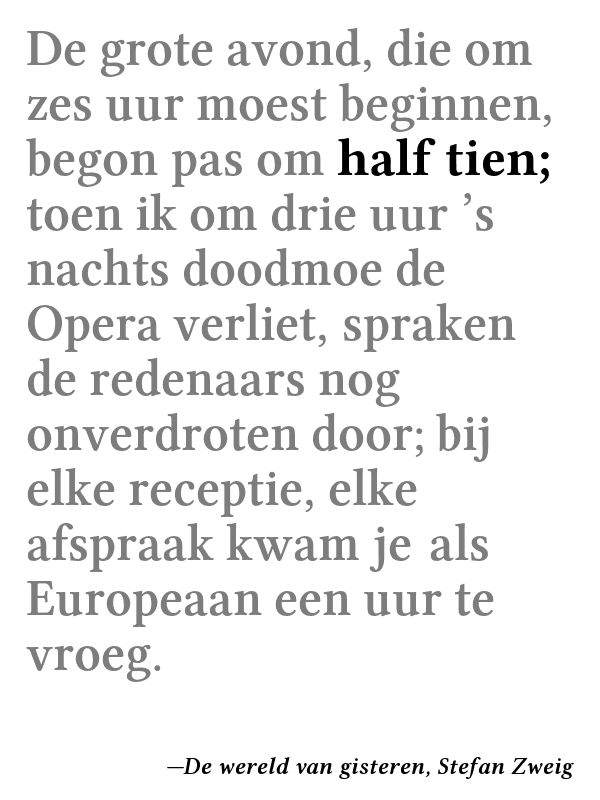 De grote avond, die om
zes uur moest beginnen,
begon pas om half tien;
toen ik om drie uur ’s
nachts doodmoe de
Opera verliet, spraken
de redenaars nog
onverdroten door; bij
elke receptie, elke
afspraak kwam je als
Europeaan een uur te
vroeg.
—De wereld van gisteren, Stefan Zweig